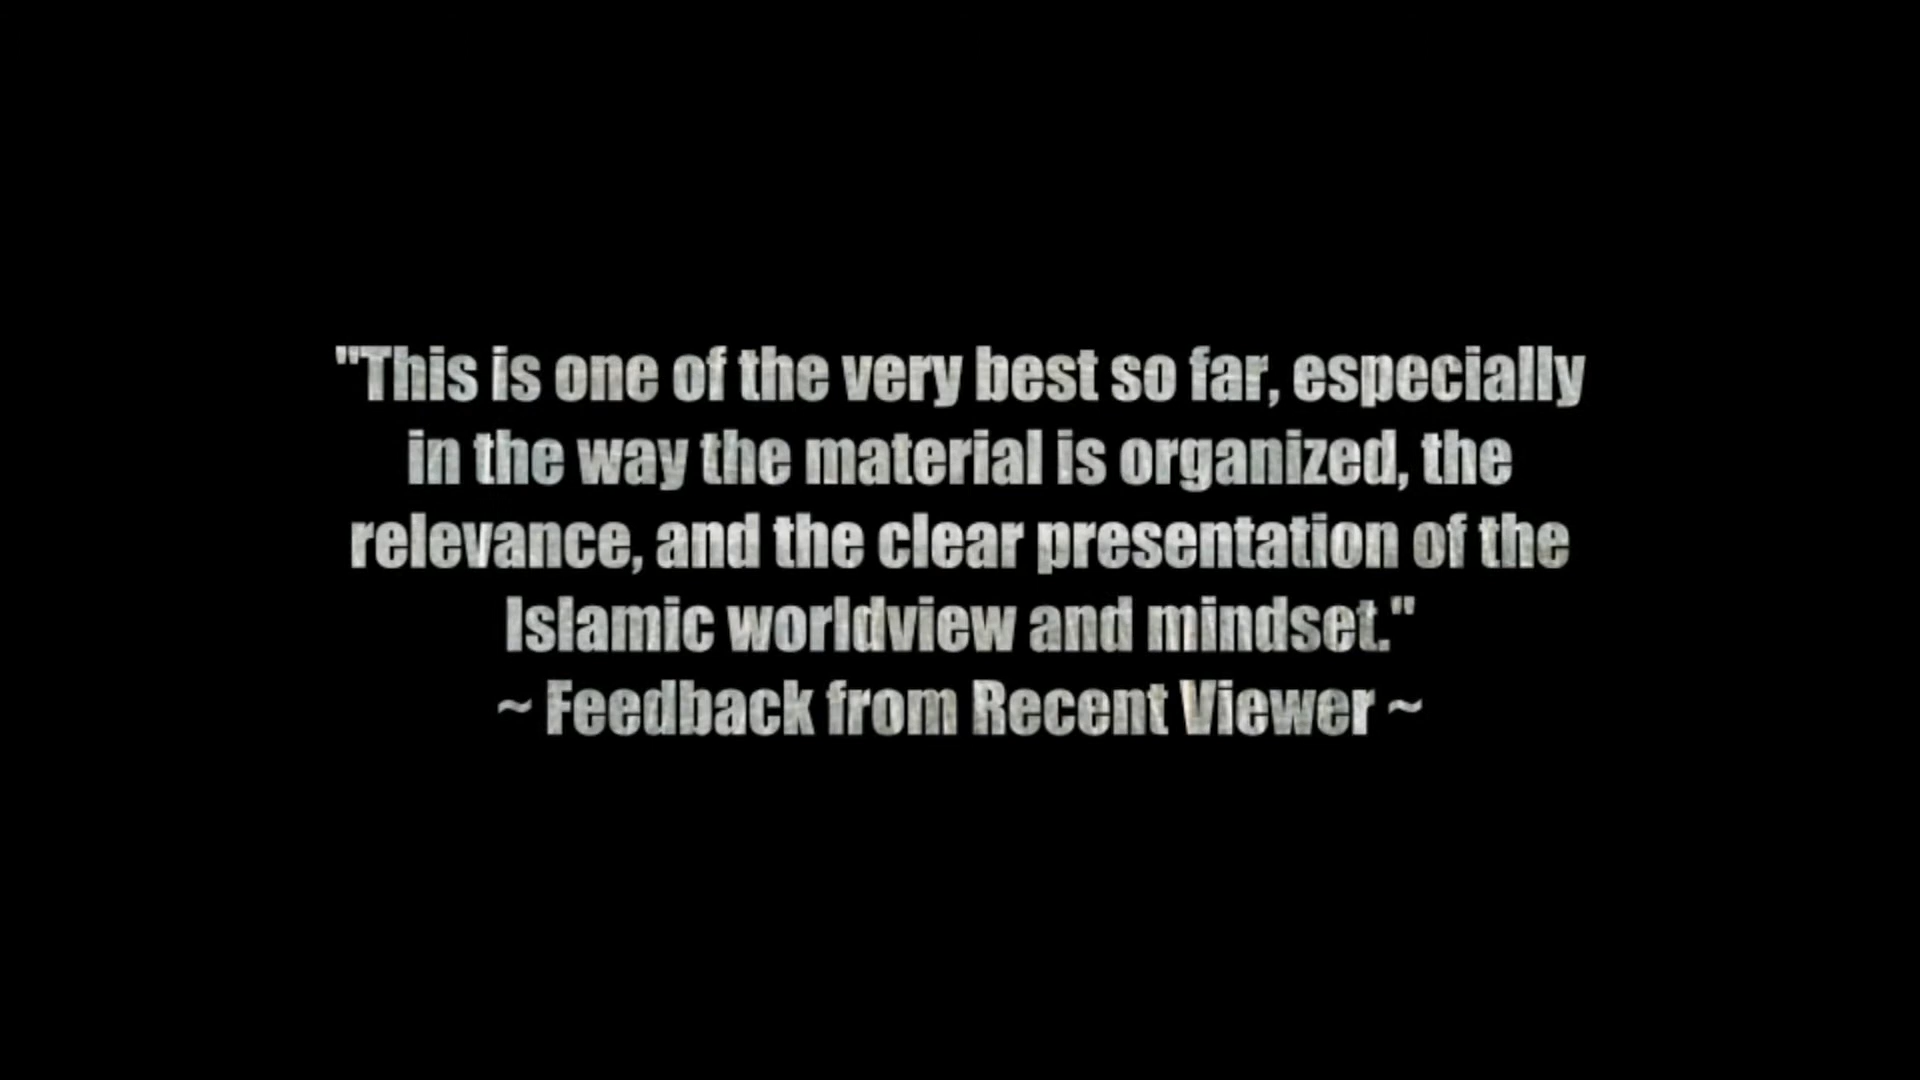 "This is one of the very best so far, especially
in the way the material is organized, the
relevance, and the clear presentation of the
Islamic worldview and mindset."
~ Feedback from Recent Viewer ~